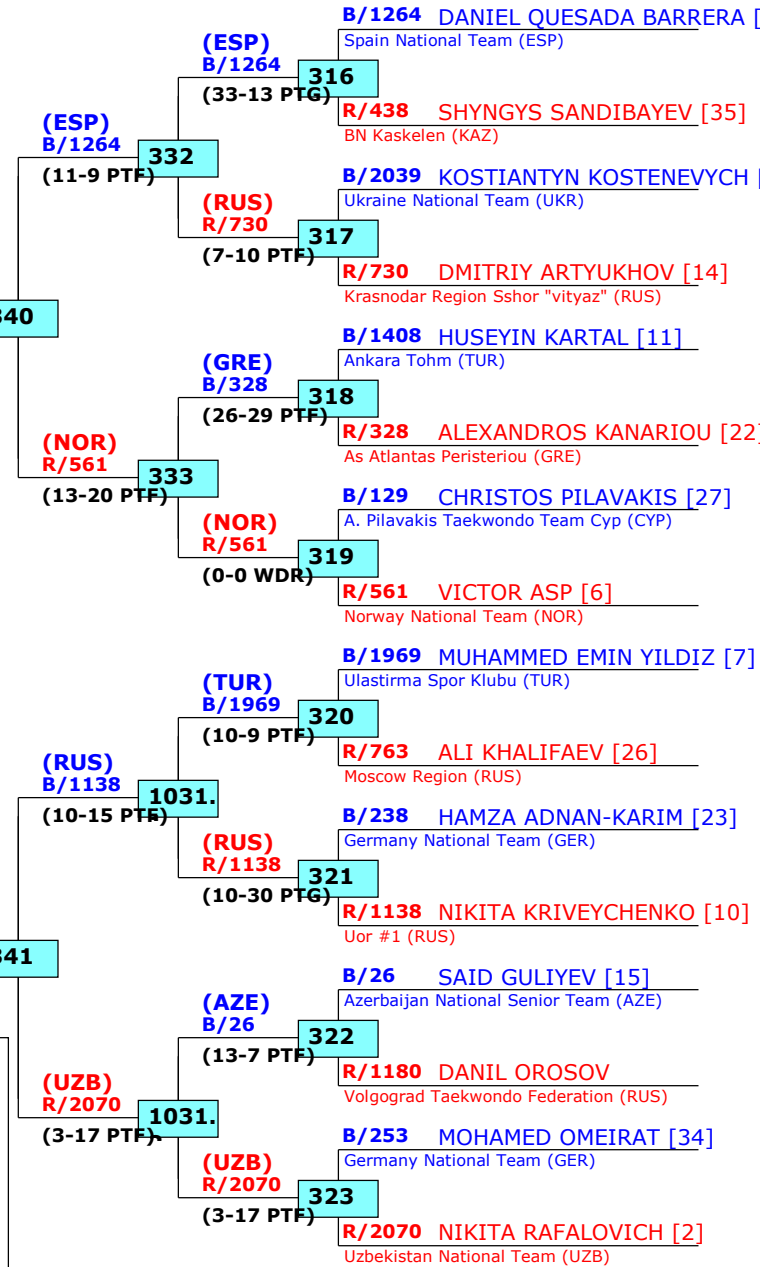 B/1264 DANIEL QUESADA BARRERA [
Spain National Team (ESP)
(ESP)
B/1264
316
(33-13 PTG)
R/438 SHYNGYS SANDIBAYEV [35]
BN Kaskelen (KAZ)
(ESP)
B/1264
332
(11-9 PTF)
B/2039 KOSTIANTYN KOSTENEVYCH [
Ukraine National Team (UKR)
(RUS)
R/730
317
(7-10 PTF)
R/730 DMITRIY ARTYUKHOV [14]
Krasnodar Region Sshor "vityaz" (RUS)
340
B/1408 HUSEYIN KARTAL [11]
Ankara Tohm (TUR)
(GRE)
B/328
318
(26-29 PTF)
R/328 ALEXANDROS KANARIOU [22]
As Atlantas Peristeriou (GRE)
(NOR)
R/561
333
(13-20 PTF)
B/129 CHRISTOS PILAVAKIS [27]
A. Pilavakis Taekwondo Team Cyp (CYP)
(NOR)
R/561
319
(0-0 WDR)
R/561 VICTOR ASP [6]
Norway National Team (NOR)
B/1969 MUHAMMED EMIN YILDIZ [7]
Ulastirma Spor Klubu (TUR)
(TUR)
B/1969
320
(10-9 PTF)
R/763 ALI KHALIFAEV [26]
Moscow Region (RUS)
(RUS)
B/1138
1031.
(10-15 PTF)
B/238 HAMZA ADNAN-KARIM [23]
Germany National Team (GER)
(RUS)
R/1138
321
(10-30 PTG)
R/1138 NIKITA KRIVEYCHENKO [10]
Uor #1 (RUS)
341
B/26 SAID GULIYEV [15]
Azerbaijan National Senior Team (AZE)
(AZE)
B/26
322
(13-7 PTF)
R/1180 DANIL OROSOV
Volgograd Taekwondo Federation (RUS)
(UZB)
R/2070
1031.
(3-17 PTF)
B/253 MOHAMED OMEIRAT [34]
Germany National Team (GER)
(UZB)
R/2070
323
(3-17 PTF)
R/2070 NIKITA RAFALOVICH [2]
Uzbekistan National Team (UZB)